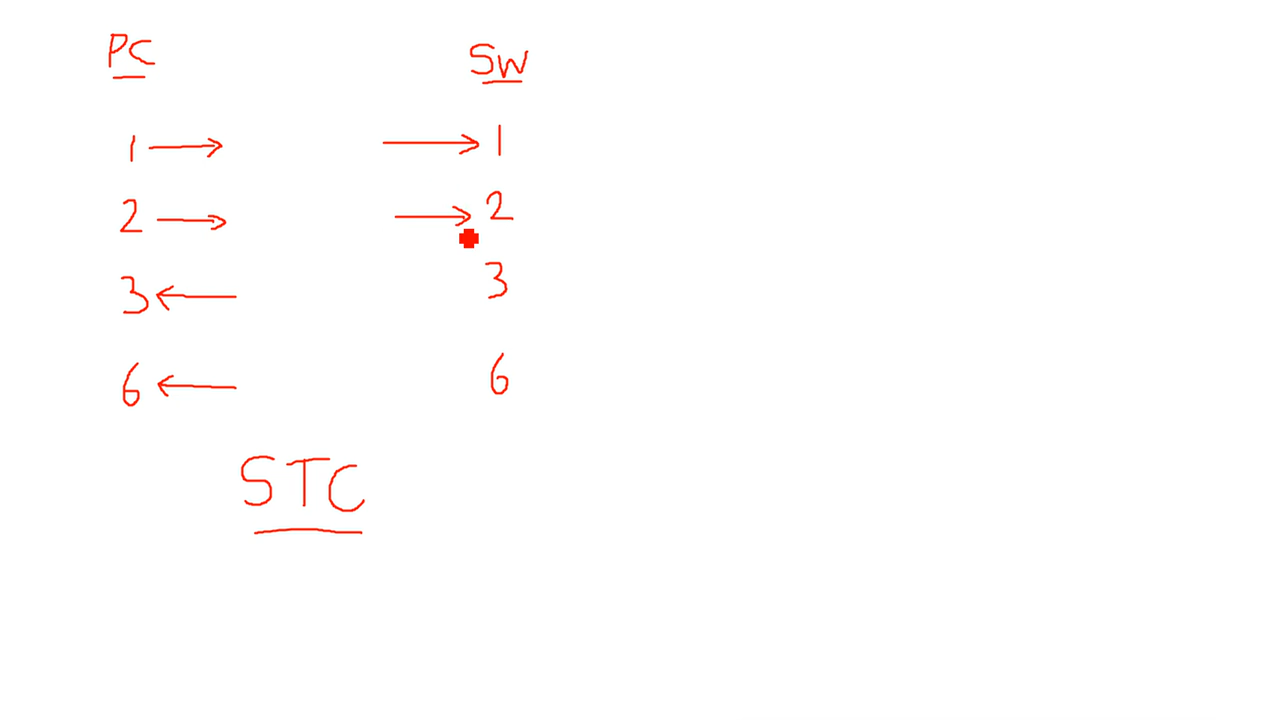 PC SW
1 → → 1
2 → → 2
3 ← 3
6 ← 6
STC